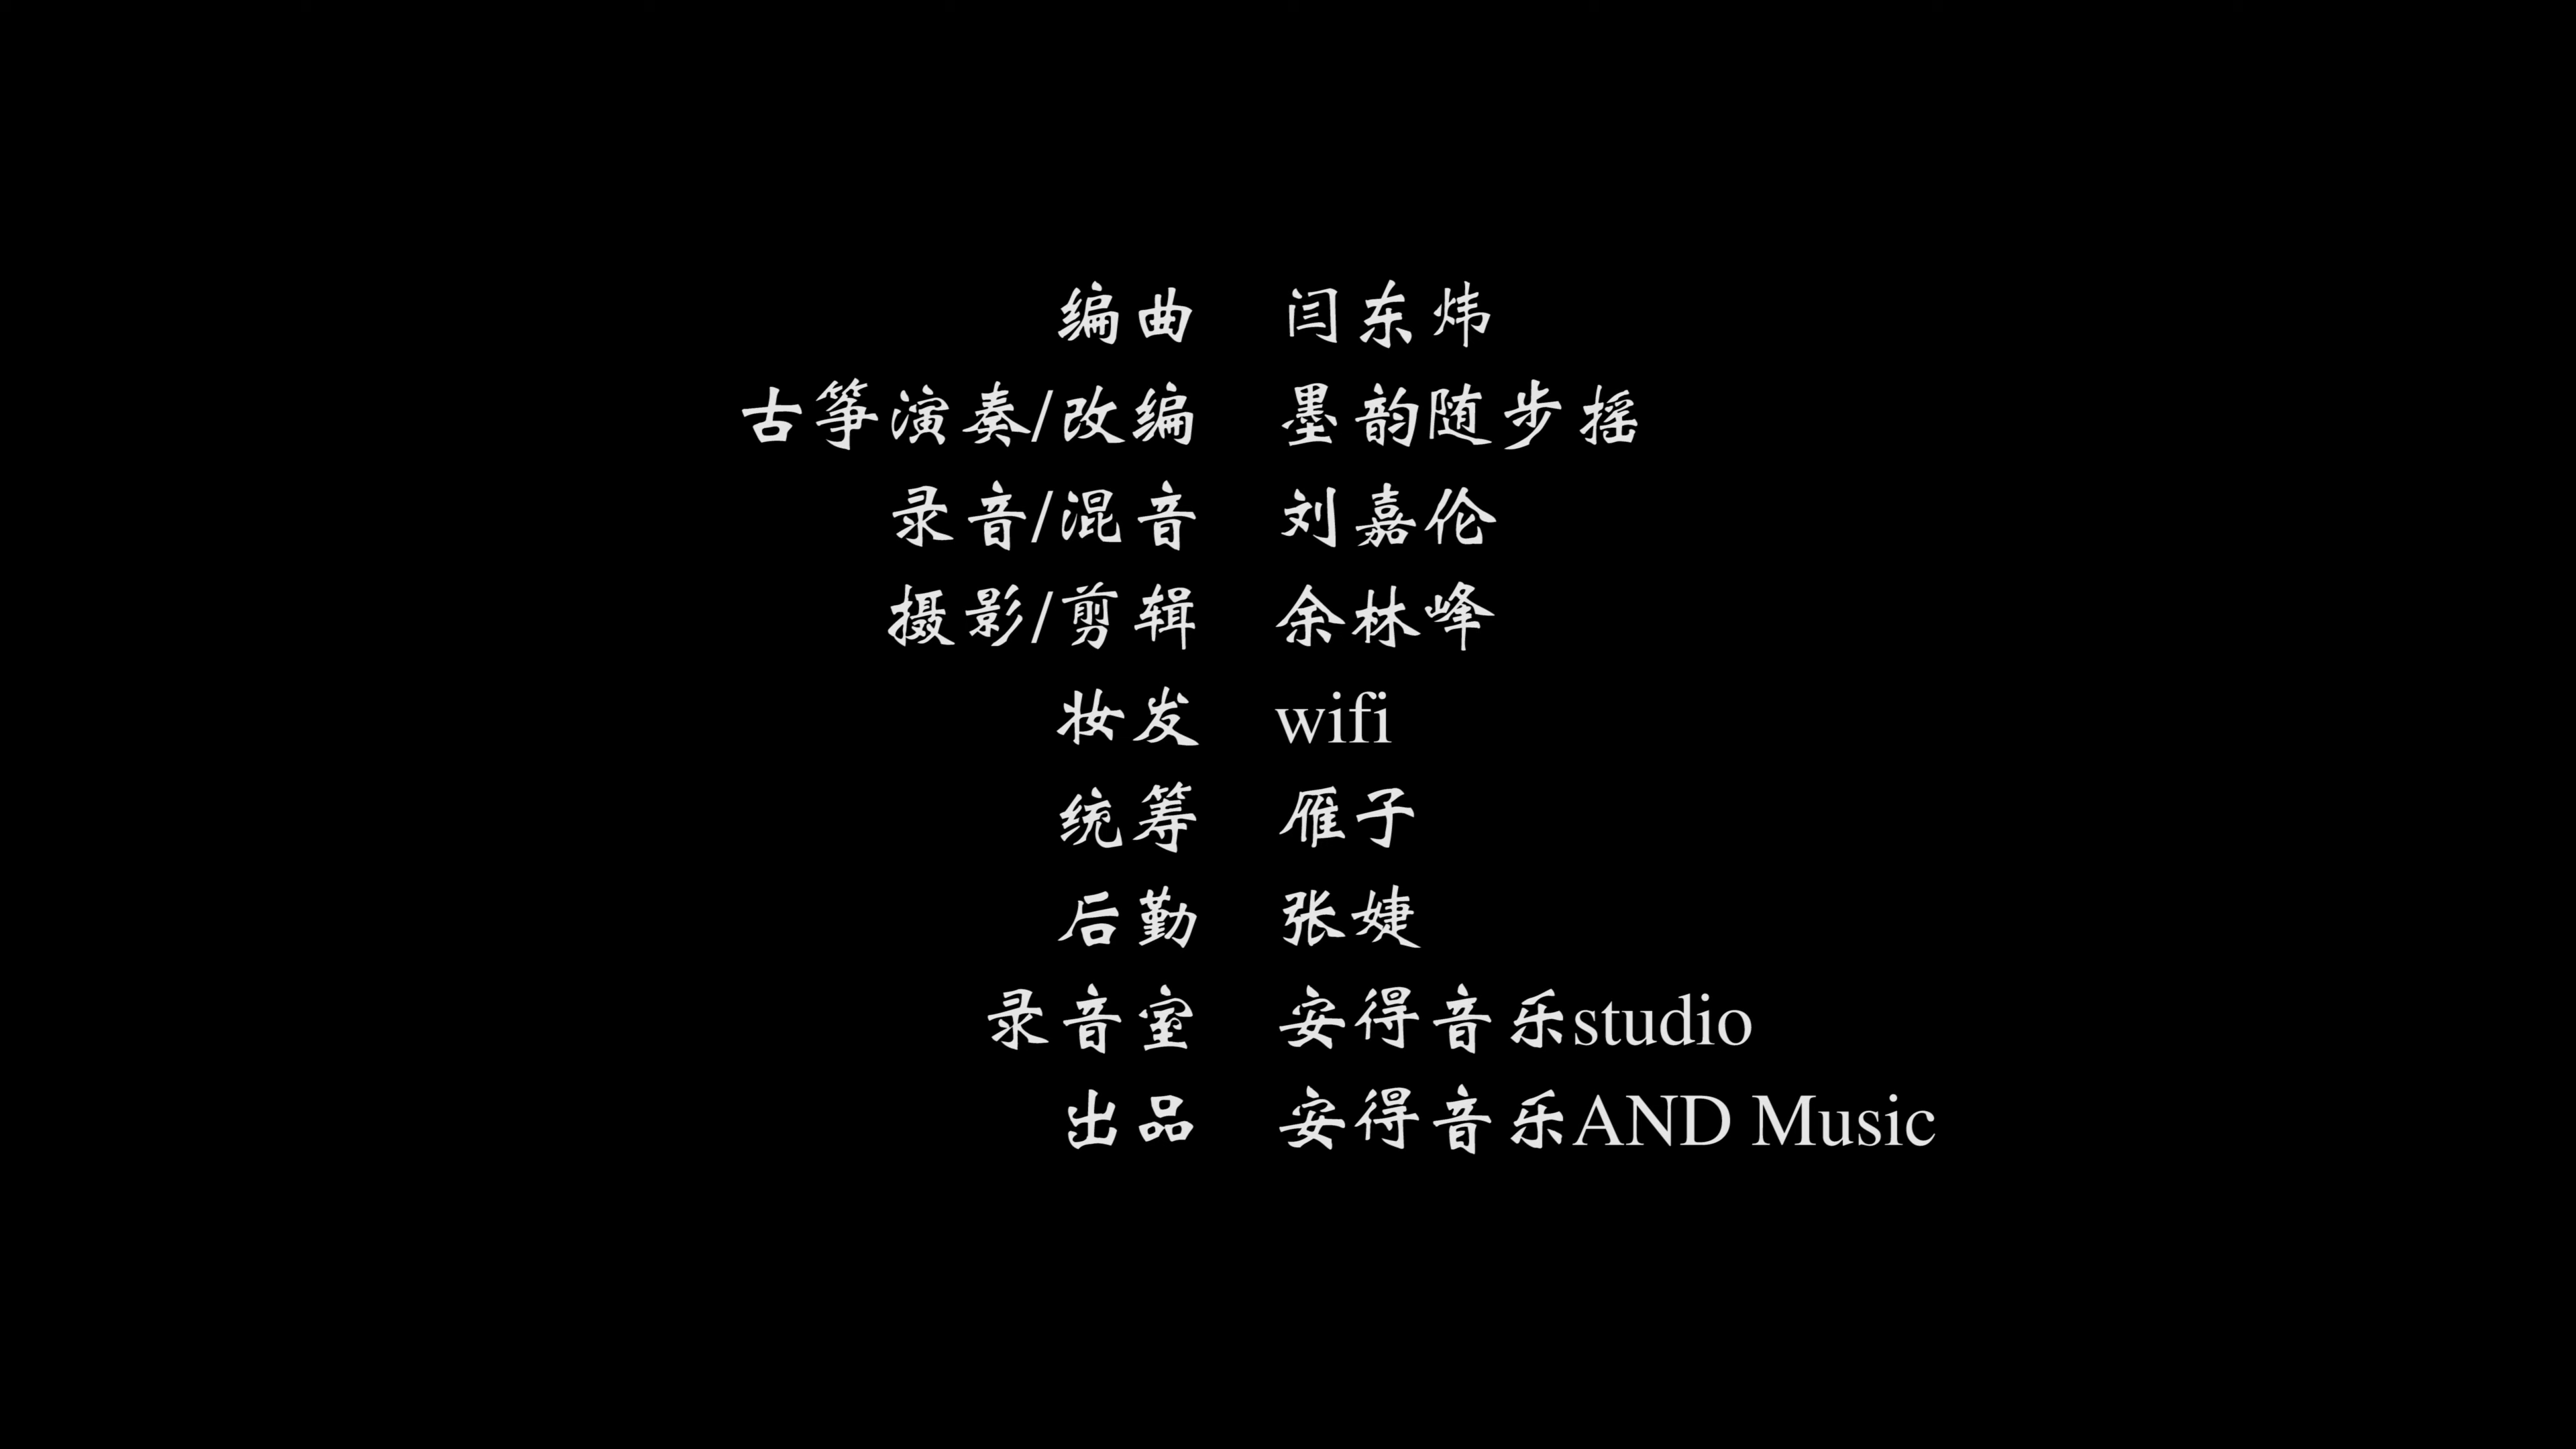 编曲 闫东炜
古筝演奏/改编 墨韵随步摇
录音/混音 刘嘉伦
摄影/剪辑 余林峰
妆发 wifi
统筹 雁子
后勤 张婕
录音室 安得音乐studio
出品 安得音乐AND Music